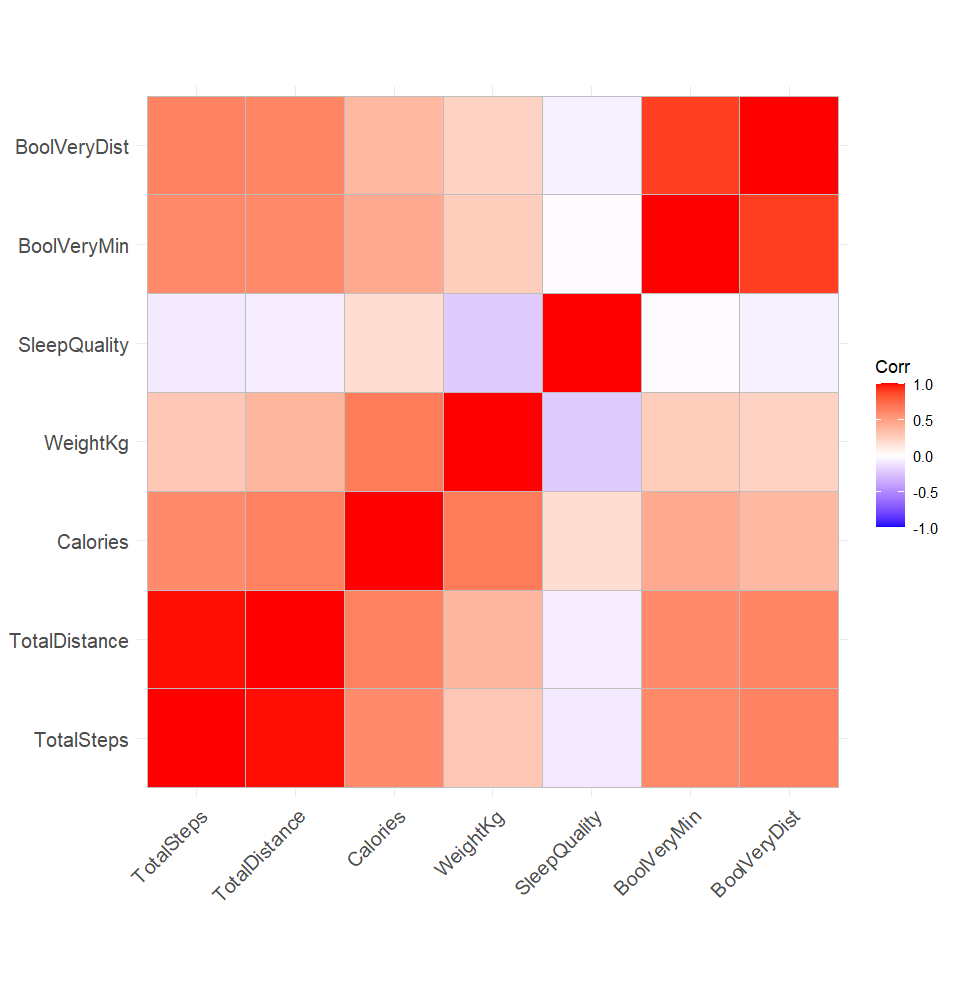 BoolVeryDist
BoolVeryMin
SleepQuality
WeightKg
Calories
TotalDistance
TotalSteps
TotalSteps
TotalDistance
Calories
WeightKg
SleepQuality
BoolVeryMin
BoolVeryDist
Corr
1.0
0.5
0.0
-0.5
-1.0